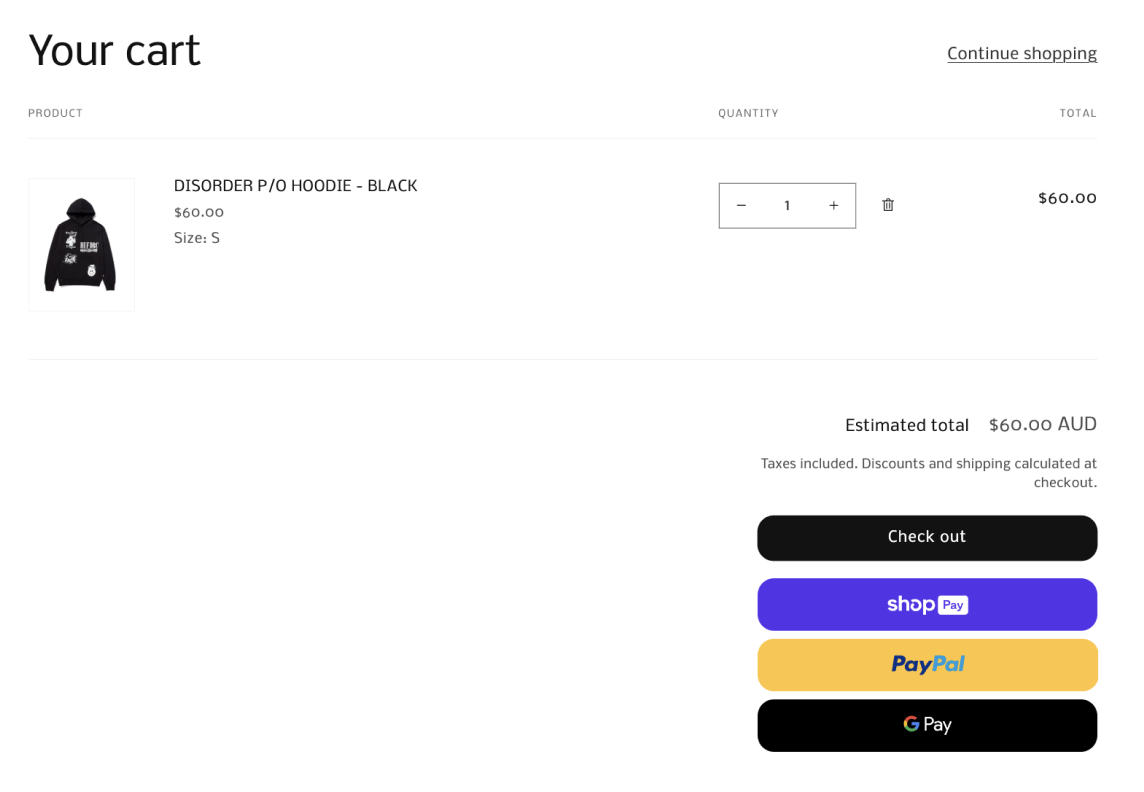 Your cart
Continue shopping
PRODUCT
QUANTITY
TOTAL
DISORDER P/O HOODIE - BLACK
$60.00
Size: S
− 1 +
$60.00
Estimated total $60.00 AUD
Taxes included. Discounts and shipping calculated at
checkout.
Check out
shop Pay
PayPal
G Pay